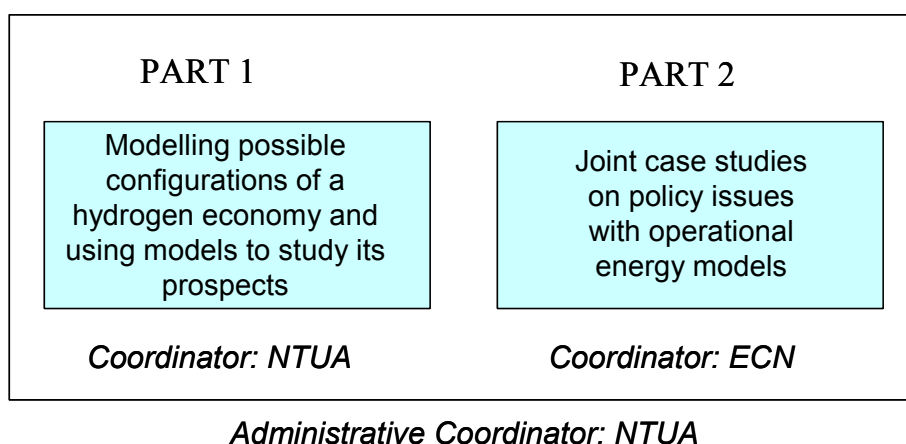 PART 1
Modelling possible
configurations of a
hydrogen economy and
using models to study its
prospects
Coordinator: NTUA
PART 2
Joint case studies
on policy issues
with operational
energy models
Coordinator: ECN
Administrative Coordinator: NTUA